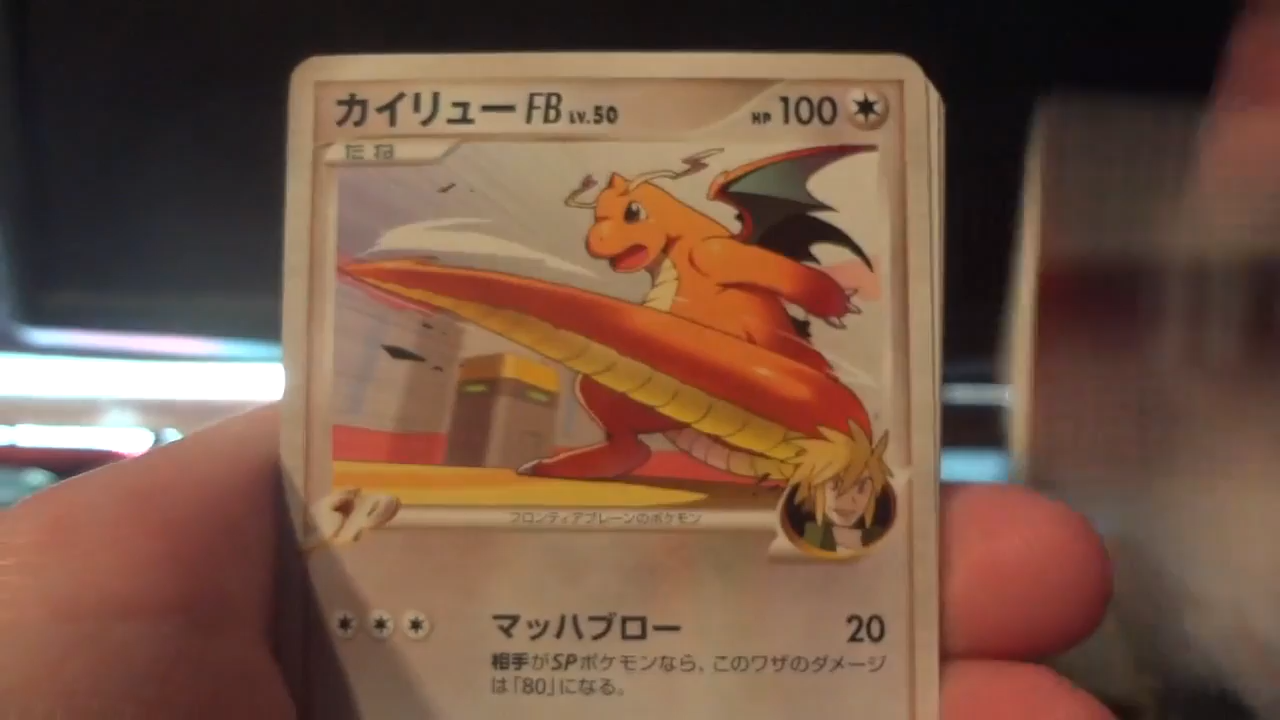 カイリュー FB LV.50 HP 100
たね
SP
フロンティアブレーンのポケモン
マッハブロー 20
相手がSPポケモンなら、このワザのダメージ
は「80」になる。